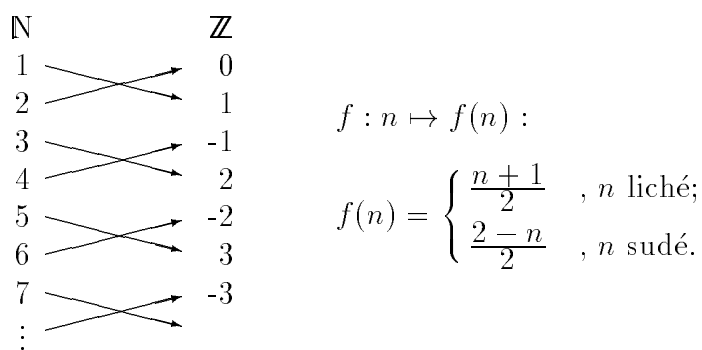 ℕ ℤ
1 0
2 1
3 -1
4 2
5 -2
6 3
7 -3
⋮
f : n ↦ f(n) :
f(n) = { (n + 1)/2 , n liché;
(2 − n)/2 , n sudé.